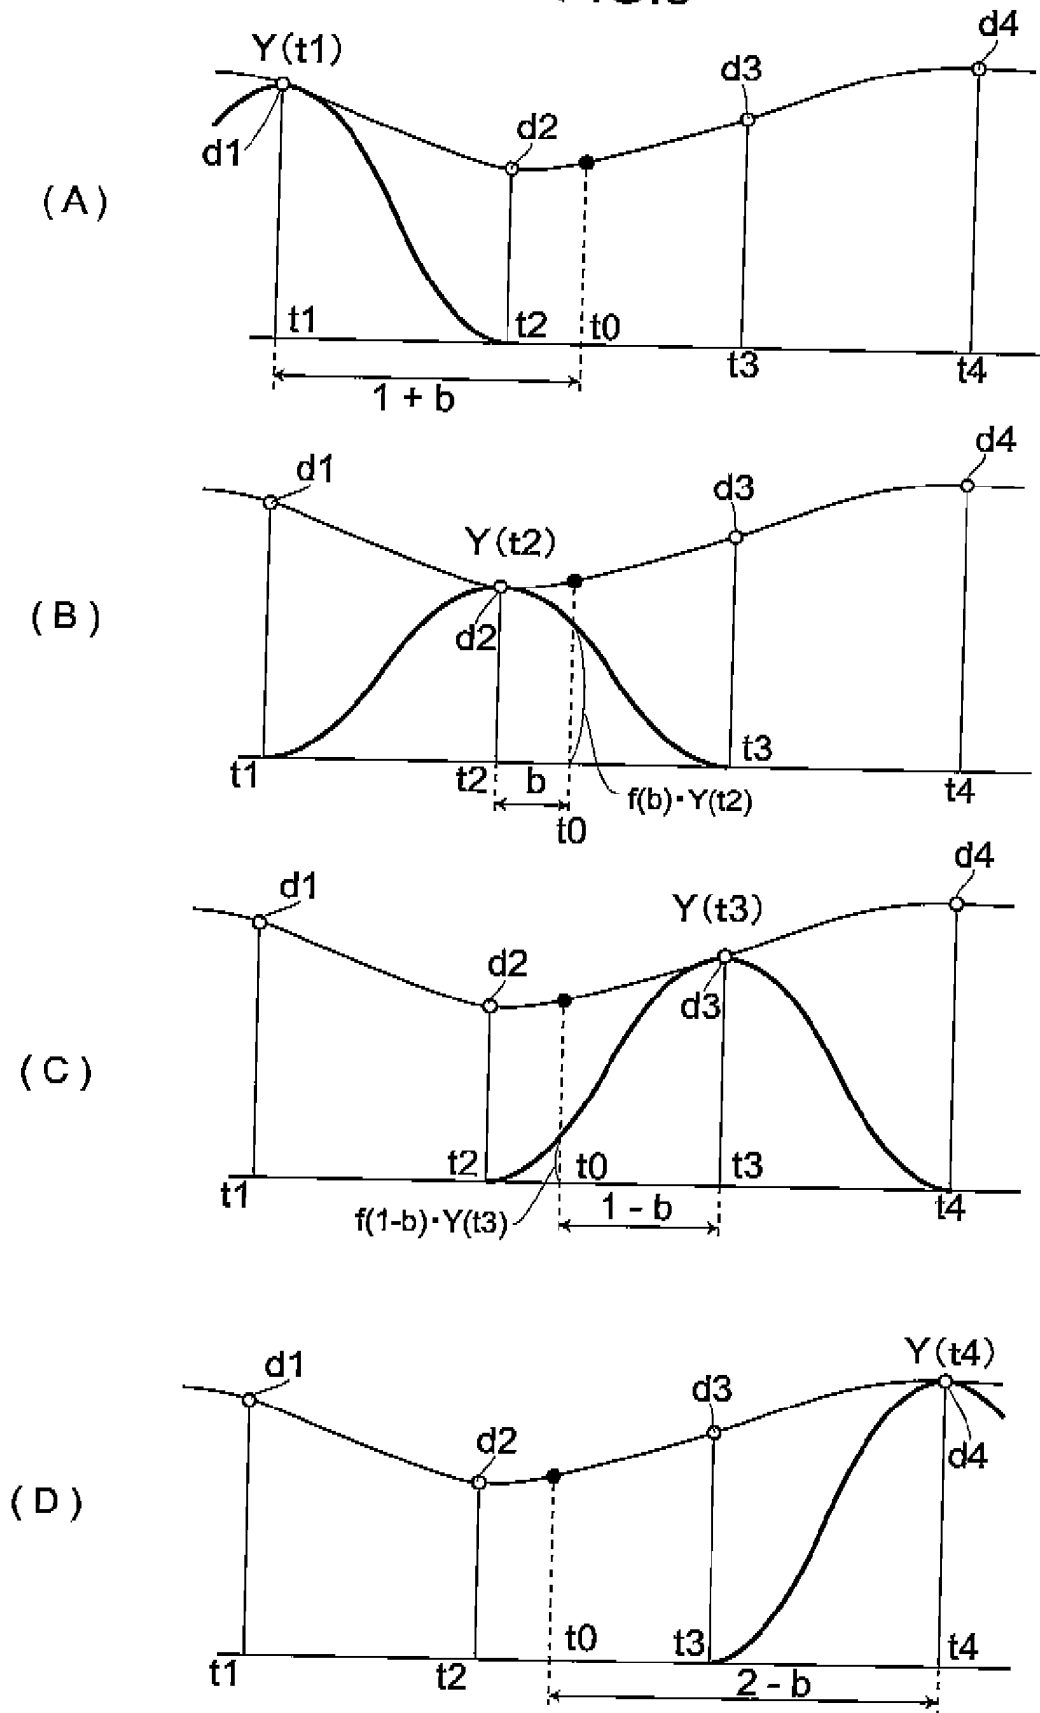 Y(t1)
d1
d2
d3
d4
(A)
t1
t2
t0
t3
t4
1 + b
d1
Y(t2)
d2
d3
d4
(B)
t1
t2
b
t0
t3
t4
f(b)・Y(t2)
d1
d2
Y(t3)
d3
d4
(C)
t1
t2
t0
t3
t4
f(1-b)・Y(t3)
1 - b
d1
d2
d3
Y(t4)
d4
(D)
t1
t2
t0
t3
t4
2 - b